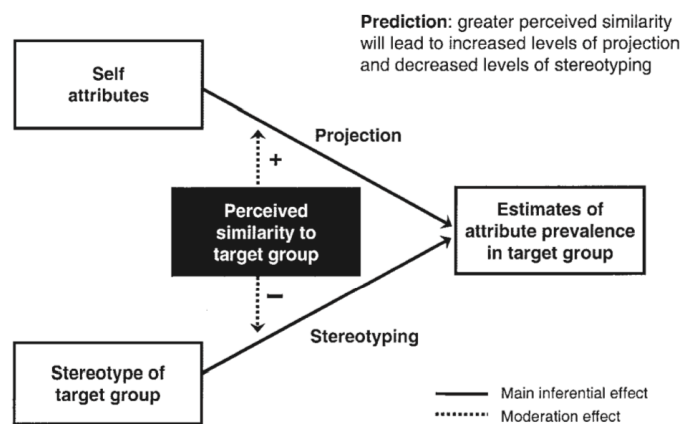 Prediction: greater perceived similarity
will lead to increased levels of projection
and decreased levels of stereotyping
Self
attributes
Projection
+
Perceived
similarity to
target group
Estimates of
attribute prevalence
in target group
–
Stereotyping
Stereotype of
target group
Main inferential effect
Moderation effect